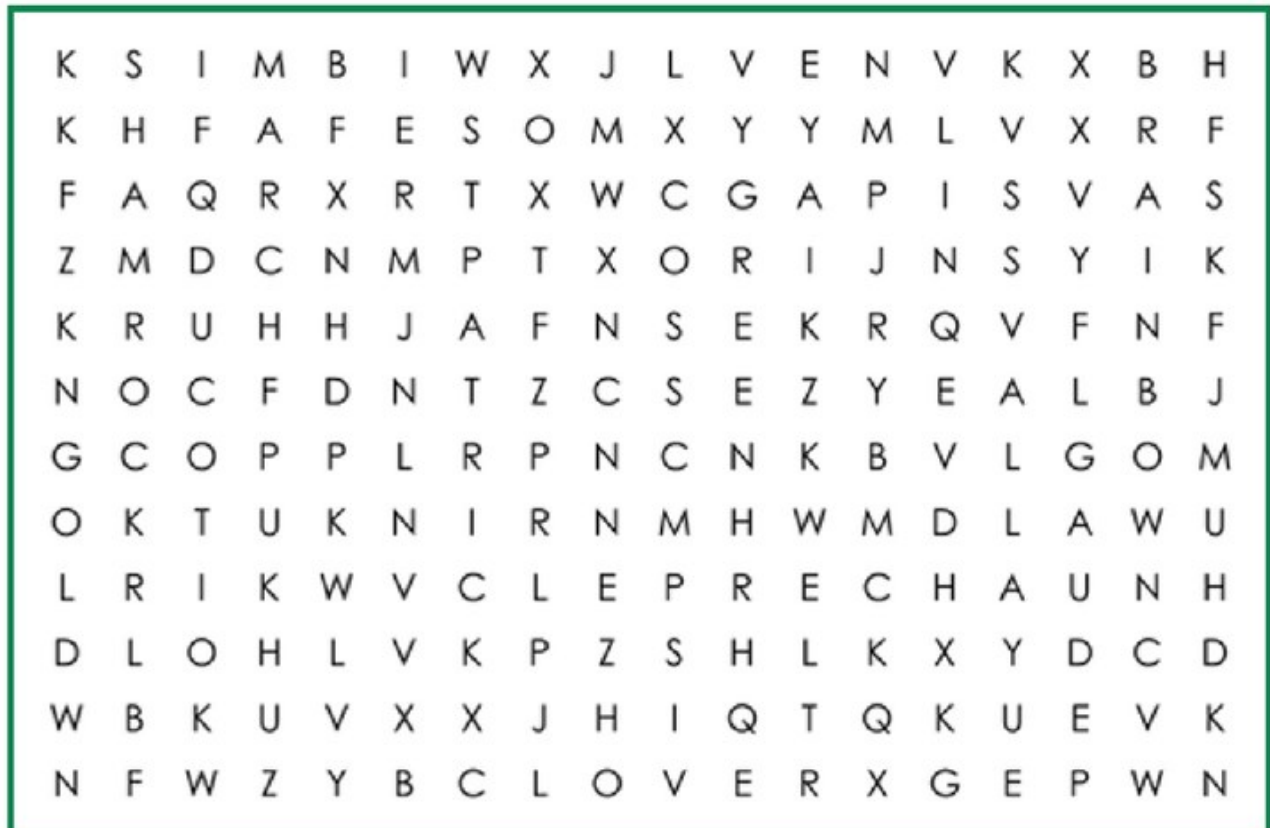 K S I M B I W X J L V E N V K X B H
K H F A F E S O M X Y Y M L V X R F
F A Q R X R T X W C G A P I S V A S
Z M D C N M P T X O R I J N S Y I K
K R U H H J A F N S E K R Q V F N F
N O C F D N T Z C S E Z Y E A L B J
G C O P P L R P N C N K B V L G O M
O K T U K N I R N M H W M D L A W U
L R I K W V C L E P R E C H A U N H
D L O H L V K P Z S H L K X Y D C D
W B K U V X X J H I Q T Q K U E V K
N F W Z Y B C L O V E R X G E P W N